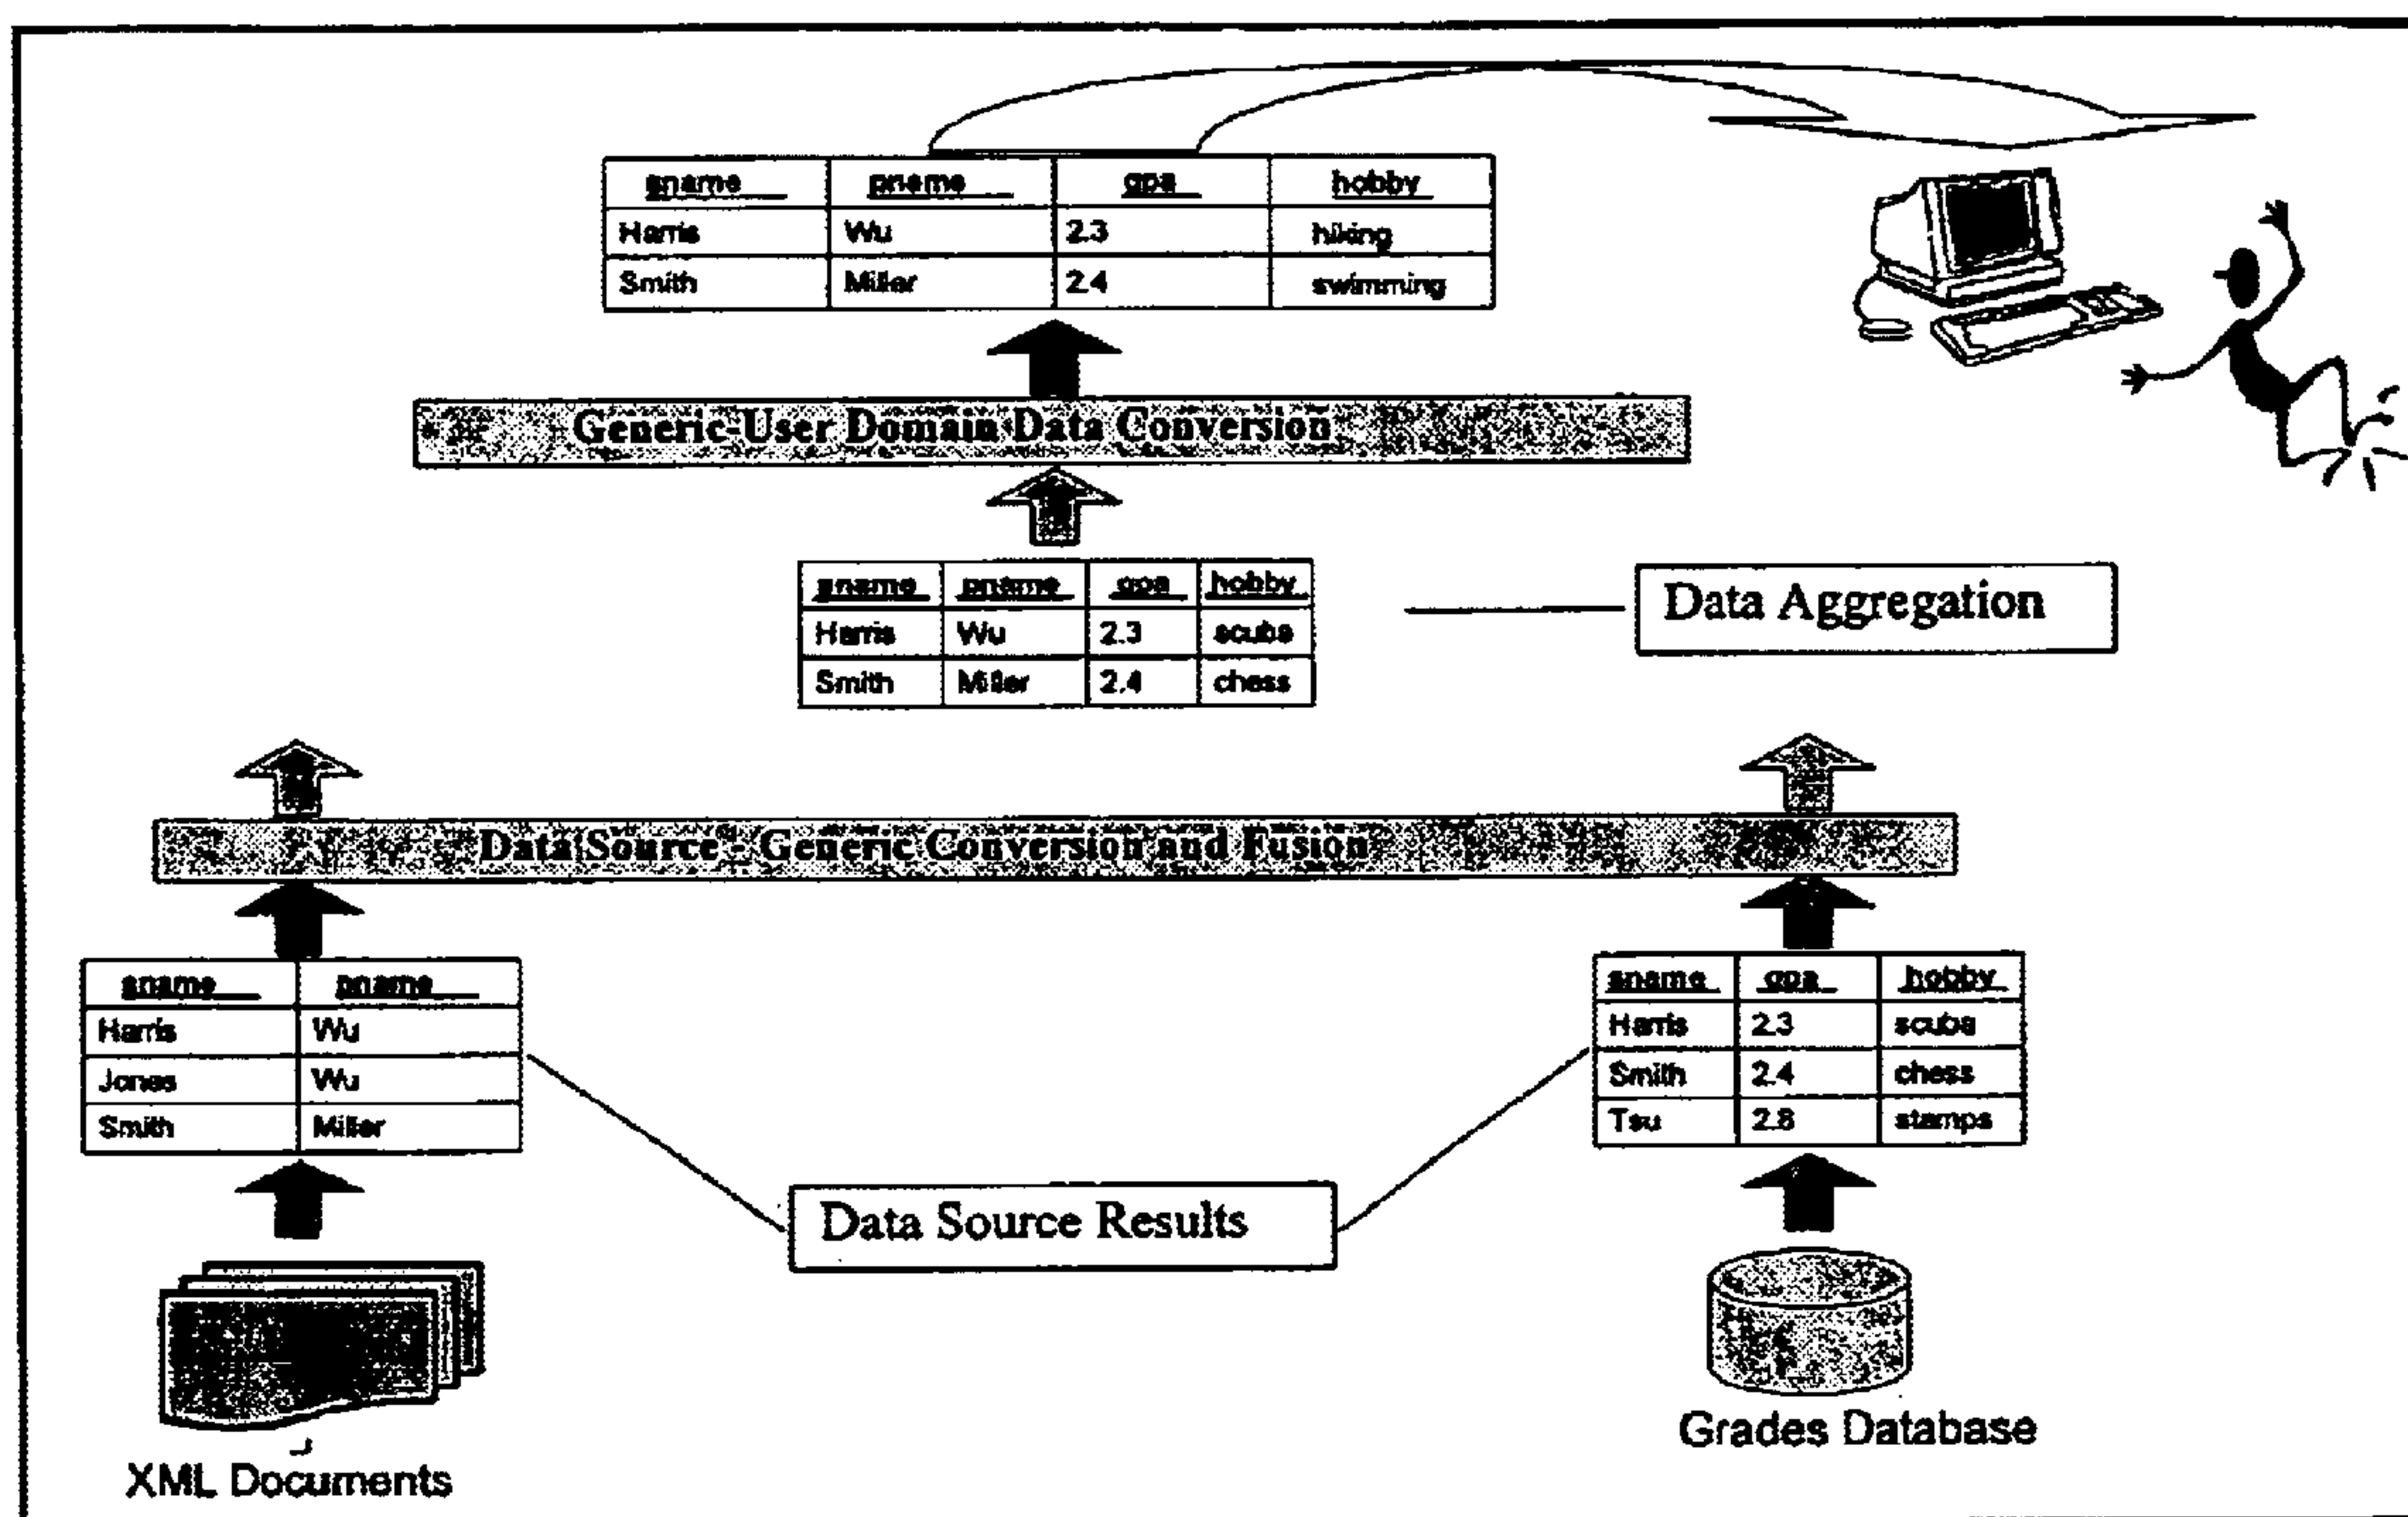 sname pname gpa hobby
Harris Wu 2.3 hiking
Smith Miller 2.4 swimming
Generic-User Domain Data Conversion
sname pname gpa hobby
Harris Wu 2.3 scuba
Smith Miller 2.4 chess
Data Aggregation
Data Source - Generic Conversion and Fusion
sname pname
Harris Wu
Jones Wu
Smith Miller
sname gpa hobby
Harris 2.3 scuba
Smith 2.4 chess
Tsu 2.8 stamps
Data Source Results
XML Documents
Grades Database